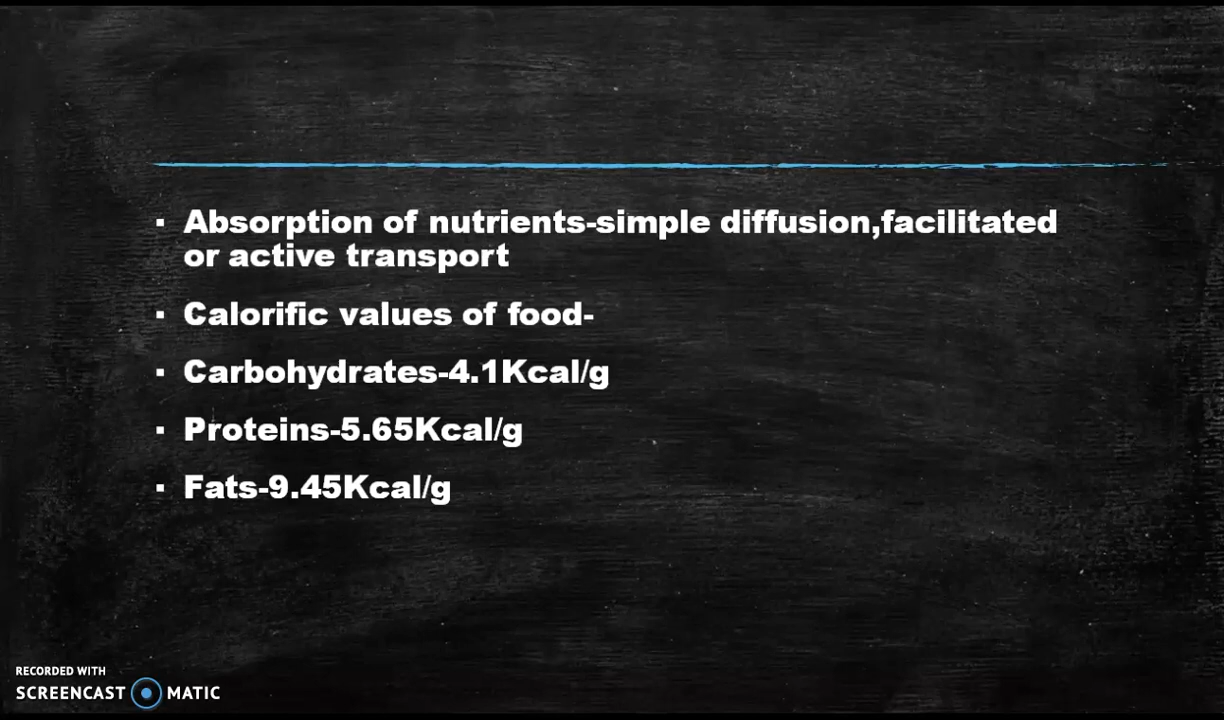 ▪ Absorption of nutrients-simple diffusion,facilitated
or active transport
▪ Calorific values of food-
▪ Carbohydrates-4.1Kcal/g
▪ Proteins-5.65Kcal/g
▪ Fats-9.45Kcal/g
RECORDED WITH
SCREENCAST MATIC